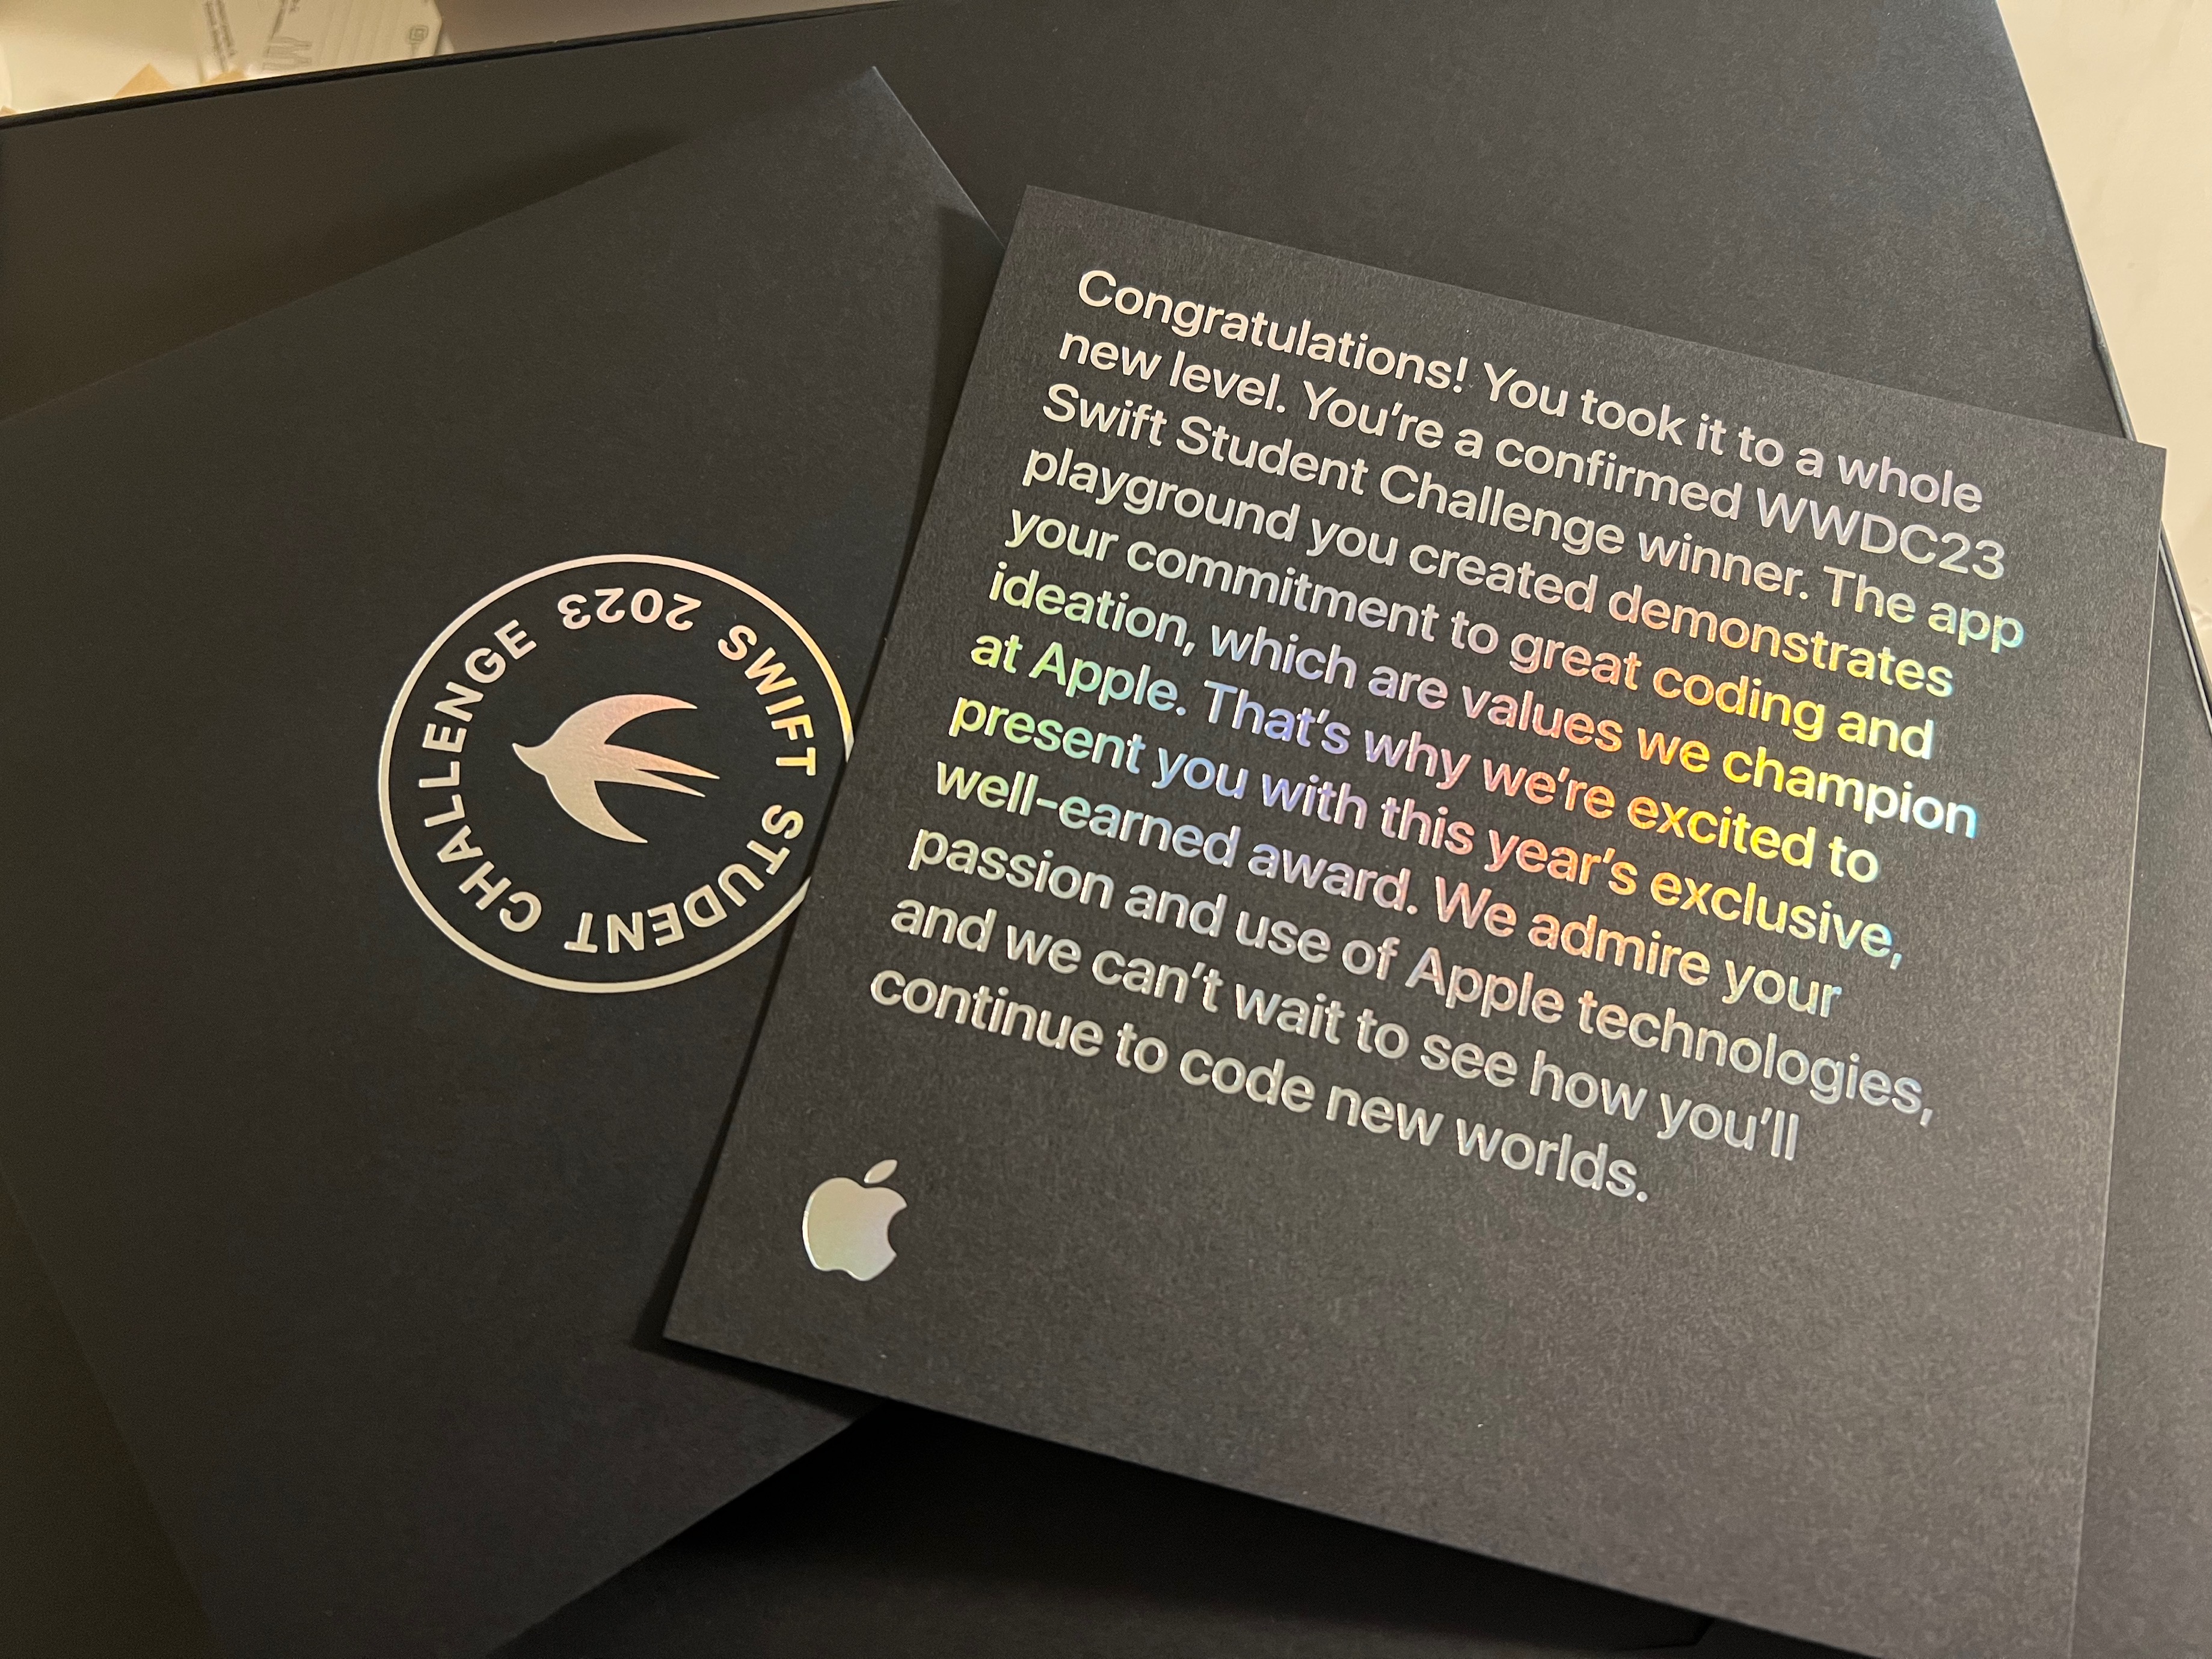 SWIFT STUDENT CHALLENGE 2023
Congratulations! You took it to a whole
new level. You’re a confirmed WWDC23
Swift Student Challenge winner. The app
playground you created demonstrates
your commitment to great coding and
ideation, which are values we champion
at Apple. That’s why we’re excited to
present you with this year’s exclusive,
well-earned award. We admire your
passion and use of Apple technologies,
and we can’t wait to see how you’ll
continue to code new worlds.